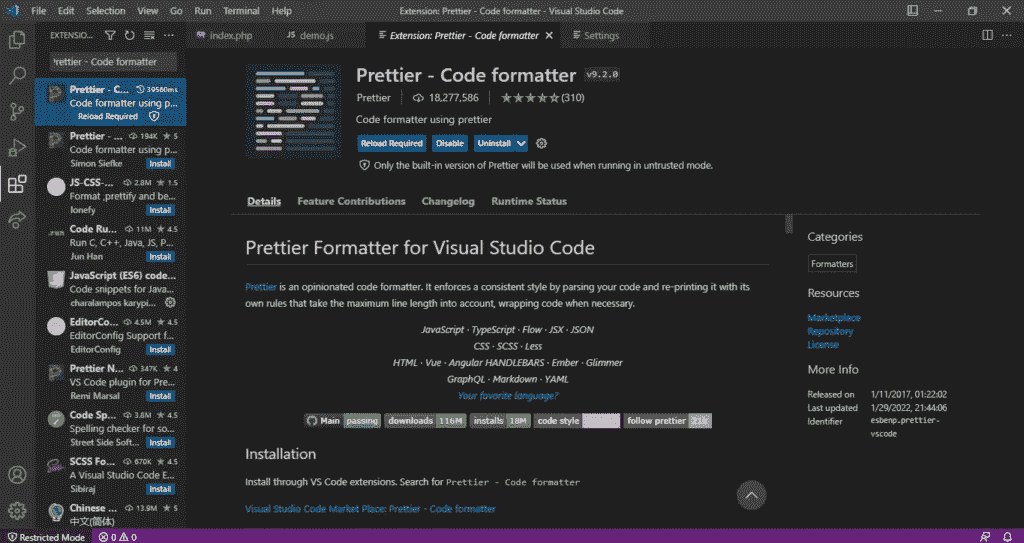 File Edit Selection View Go Run Terminal Help
Extension: Prettier - Code formatter - Visual Studio Code
EXTENSIO...
index.php
JS demo.js
Extension: Prettier - Code formatter
Settings
rettier - Code formatter
Prettier - C... 39560ms
Code formatter using p...
Reload Required
Prettier - ... 194K ★ 5
Code formatter using p...
Simon Siefke Install
JS-CSS-... 2.8M ★ 1.5
Format ,prettify and be...
lonefy Install
Code Ru... 11M ★ 4.5
Run C, C++, Java, JS, P...
Jun Han Install
JavaScript (ES6) code...
Code snippets for Java...
charalampos karypi...
EditorCo... 4.5M ★ 4.5
EditorConfig Support f...
EditorConfig Install
Prettier N... 347K ★ 4
VS Code plugin for Pre...
Remi Marsal Install
Code Sp... 3.8M ★ 4.5
Spelling checker for so...
Street Side Soft... Install
SCSS Fo... 670K ★ 4.5
A Visual Studio Code E...
Sibiraj Install
Chinese ... 13.9M ★ 5
中文(简体)
Prettier - Code formatter v9.2.0
Prettier 18,277,586 (310)
Code formatter using prettier
Reload Required Disable Uninstall
Only the built-in version of Prettier will be used when running in untrusted mode.
Details Feature Contributions Changelog Runtime Status
Prettier Formatter for Visual Studio Code
Prettier is an opinionated code formatter. It enforces a consistent style by parsing your code and re-printing it with its
own rules that take the maximum line length into account, wrapping code when necessary.
JavaScript · TypeScript · Flow · JSX · JSON
CSS · SCSS · Less
HTML · Vue · Angular HANDLEBARS · Ember · Glimmer
GraphQL · Markdown · YAML
Your favorite language?
Main passing downloads 116M installs 18M code style follow prettier
Installation
Install through VS Code extensions. Search for Prettier - Code formatter
Visual Studio Code Market Place: Prettier - Code formatter
Categories
Formatters
Resources
Marketplace
Repository
License
More Info
Released on 1/11/2017, 01:22:02
Last updated 1/29/2022, 21:44:06
Identifier esbenp.prettier-
vscode
Restricted Mode 0 0